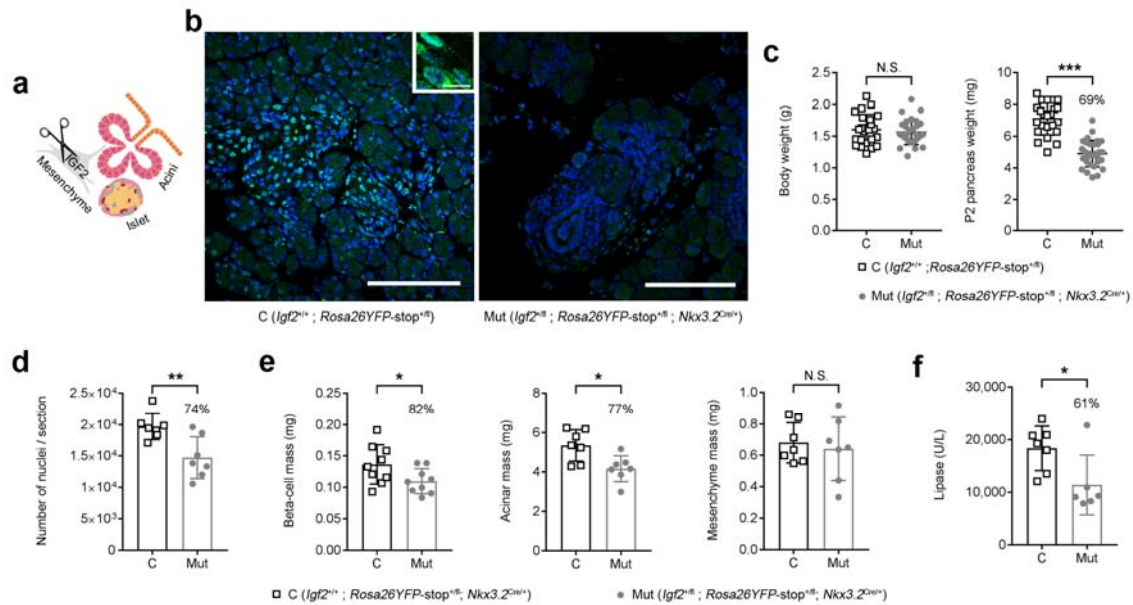 a
IGF2
Mesenchyme
Acini
Islet
b
C (Igf2+/+ ; Rosa26YFP-stop+/fl)
Mut (Igf2+/fl ; Rosa26YFP-stop+/fl ; Nkx3.2Cre/+)
c
N.S.
Body weight (g)
2.5
2.0
1.5
1.0
0.5
0.0
C Mut
***
69%
P2 pancreas weight (mg)
10
8
6
4
2
0
C Mut
C (Igf2+/+ ;Rosa26YFP-stop+/fl)
Mut (Igf2+/fl ; Rosa26YFP-stop+/fl ; Nkx3.2Cre/+)
d
**
74%
Number of nuclei / section
2.5×10⁴
2.0×10⁴
1.5×10⁴
1×10⁴
5×10³
0
C Mut
e
*
82%
Beta-cell mass (mg)
0.25
0.20
0.15
0.10
0.05
0.00
C Mut
*
77%
Acinar mass (mg)
8
6
4
2
0
C Mut
N.S.
Mesenchyme mass (mg)
1.0
0.8
0.6
0.4
0.2
0.0
C Mut
f
*
61%
Lipase (U/L)
30,000
20,000
10,000
0
C Mut
C (Igf2+/+ ; Rosa26YFP-stop+/fl; Nkx3.2Cre/+)
Mut (Igf2+/fl ; Rosa26YFP-stop+/fl; Nkx3.2Cre/+)